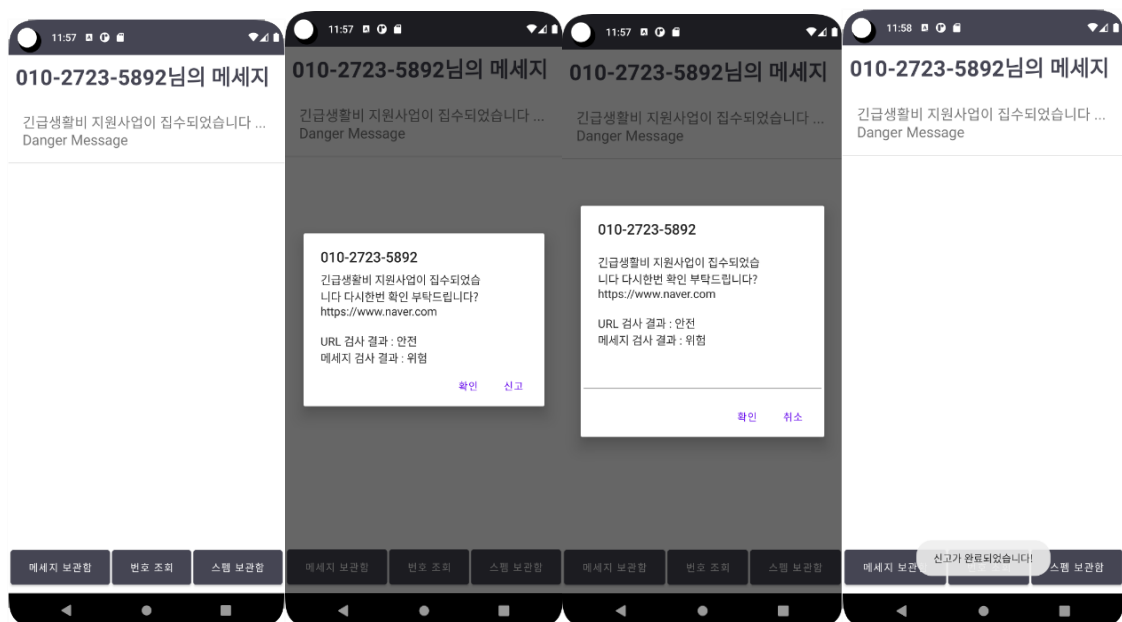 11:57
010-2723-5892님의 메세지
긴급생활비 지원사업이 집수되었습니다 ...
Danger Message
메세지 보관함
번호 조회
스펨 보관함
11:57
010-2723-5892님의 메세지
긴급생활비 지원사업이 집수되었습니다 ...
Danger Message
010-2723-5892
긴급생활비 지원사업이 집수되었습
니다 다시한번 확인 부탁드립니다?
https://www.naver.com
URL 검사 결과 : 안전
메세지 검사 결과 : 위험
확인
신고
메세지 보관함
번호 조회
스펨 보관함
11:57
010-2723-5892님의 메세지
긴급생활비 지원사업이 집수되었습니다 ...
Danger Message
010-2723-5892
긴급생활비 지원사업이 집수되었습
니다 다시한번 확인 부탁드립니다?
https://www.naver.com
URL 검사 결과 : 안전
메세지 검사 결과 : 위험
확인
취소
메세지 보관함
번호 조회
스펨 보관함
11:58
010-2723-5892님의 메세지
긴급생활비 지원사업이 집수되었습니다 ...
Danger Message
신고가 완료되었습니다!
메세지 보관
스펨 보관함